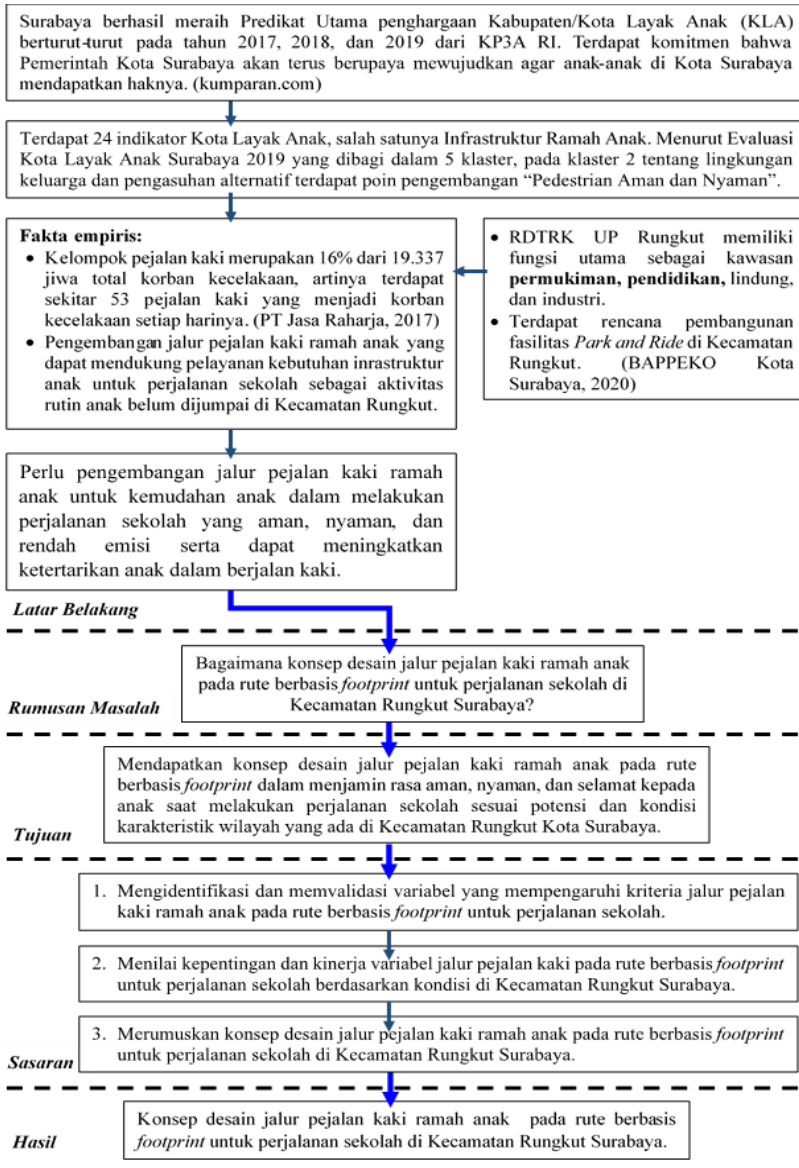 Surabaya berhasil meraih Predikat Utama penghargaan Kabupaten/Kota Layak Anak (KLA)
berturut-turut pada tahun 2017, 2018, dan 2019 dari KP3A RI. Terdapat komitmen bahwa
Pemerintah Kota Surabaya akan terus berupaya mewujudkan agar anak-anak di Kota Surabaya
mendapatkan haknya. (kumparan.com)
Terdapat 24 indikator Kota Layak Anak, salah satunya Infrastruktur Ramah Anak. Menurut Evaluasi
Kota Layak Anak Surabaya 2019 yang dibagi dalam 5 klaster, pada klaster 2 tentang lingkungan
keluarga dan pengasuhan alternatif terdapat poin pengembangan “Pedestrian Aman dan Nyaman”.
Fakta empiris:
• Kelompok pejalan kaki merupakan 16% dari 19.337
jiwa total korban kecelakaan, artinya terdapat
sekitar 53 pejalan kaki yang menjadi korban
kecelakaan setiap harinya. (PT Jasa Raharja, 2017)
• Pengembangan jalur pejalan kaki ramah anak yang
dapat mendukung pelayanan kebutuhan inrastruktur
anak untuk perjalanan sekolah sebagai aktivitas
rutin anak belum dijumpai di Kecamatan Rungkut.
• RDTRK UP Rungkut memiliki
fungsi utama sebagai kawasan
permukiman, pendidikan, lindung,
dan industri.
• Terdapat rencana pembangunan
fasilitas Park and Ride di Kecamatan
Rungkut. (BAPPEKO Kota
Surabaya, 2020)
Perlu pengembangan jalur pejalan kaki ramah
anak untuk kemudahan anak dalam melakukan
perjalanan sekolah yang aman, nyaman, dan
rendah emisi serta dapat meningkatkan
ketertarikan anak dalam berjalan kaki.
Latar Belakang
Bagaimana konsep desain jalur pejalan kaki ramah anak
pada rute berbasis footprint untuk perjalanan sekolah di
Kecamatan Rungkut Surabaya?
Rumusan Masalah
Mendapatkan konsep desain jalur pejalan kaki ramah anak pada rute
berbasis footprint dalam menjamin rasa aman, nyaman, dan selamat kepada
anak saat melakukan perjalanan sekolah sesuai potensi dan kondisi
karakteristik wilayah yang ada di Kecamatan Rungkut Kota Surabaya.
Tujuan
1. Mengidentifikasi dan memvalidasi variabel yang mempengaruhi kriteria jalur pejalan
kaki ramah anak pada rute berbasis footprint untuk perjalanan sekolah.
2. Menilai kepentingan dan kinerja variabel jalur pejalan kaki pada rute berbasis footprint
untuk perjalanan sekolah berdasarkan kondisi di Kecamatan Rungkut Surabaya.
3. Merumuskan konsep desain jalur pejalan kaki ramah anak pada rute berbasis footprint
untuk perjalanan sekolah di Kecamatan Rungkut Surabaya.
Sasaran
Konsep desain jalur pejalan kaki ramah anak pada rute berbasis
footprint untuk perjalanan sekolah di Kecamatan Rungkut Surabaya.
Hasil